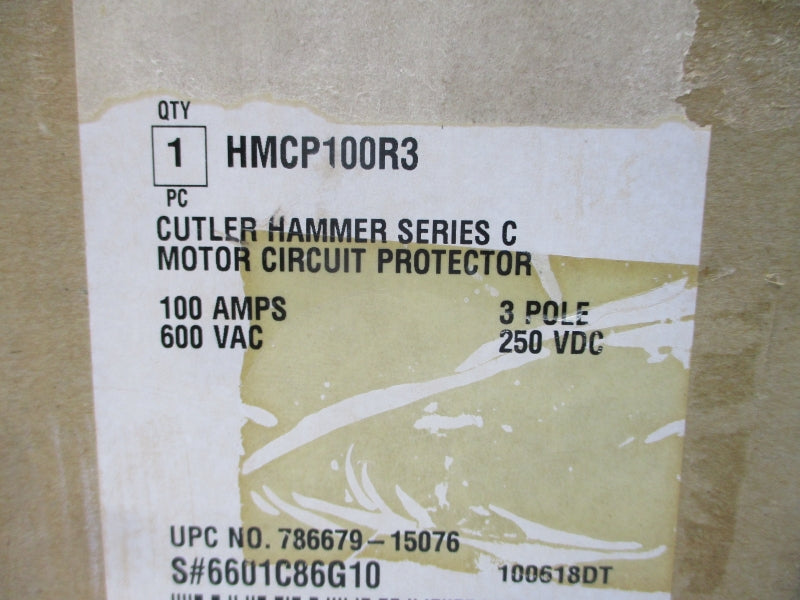 QTY
1 HMCP100R3
PC
CUTLER HAMMER SERIES C
MOTOR CIRCUIT PROTECTOR
100 AMPS 3 POLE
600 VAC 250 VDC
UPC NO. 786679-15076
S#6601C86G10 100618DT